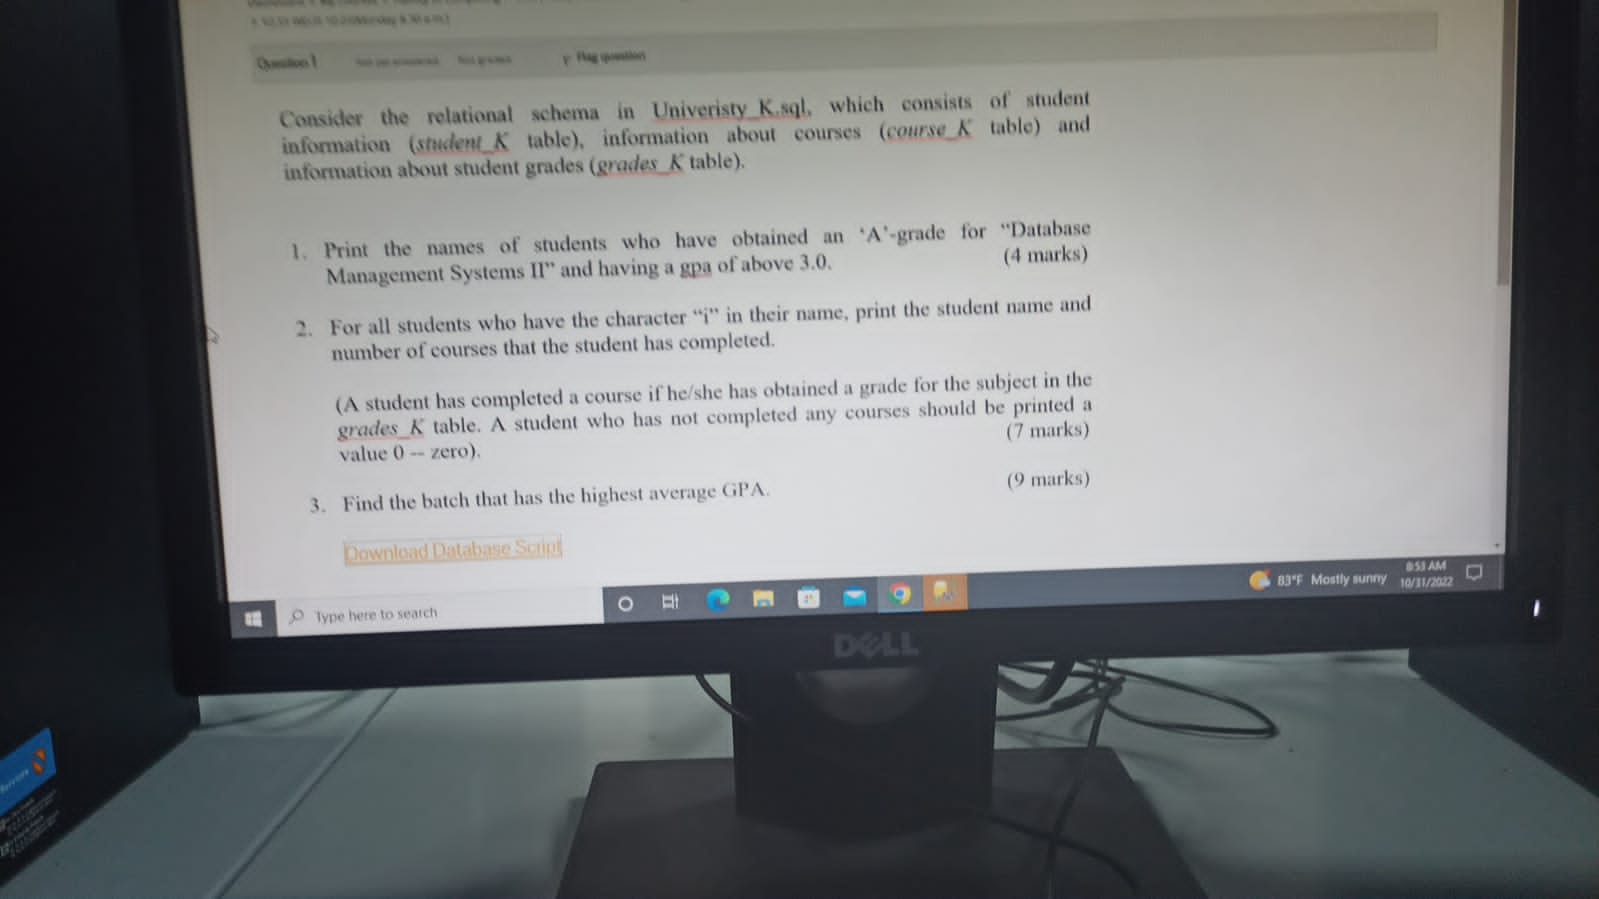 Question 1
Flag question
Consider the relational schema in Univeristy_K.sql, which consists of student
information (student_K table), information about courses (course_K table) and
information about student grades (grades_K table).
1. Print the names of students who have obtained an ‘A’-grade for “Database
Management Systems II” and having a gpa of above 3.0. (4 marks)
2. For all students who have the character “i” in their name, print the student name and
number of courses that the student has completed.
(A student has completed a course if he/she has obtained a grade for the subject in the
grades_K table. A student who has not completed any courses should be printed a
value 0 -- zero). (7 marks)
3. Find the batch that has the highest average GPA. (9 marks)
Download Database Script
Type here to search
83°F Mostly sunny
8:53 AM
10/31/2022
DELL